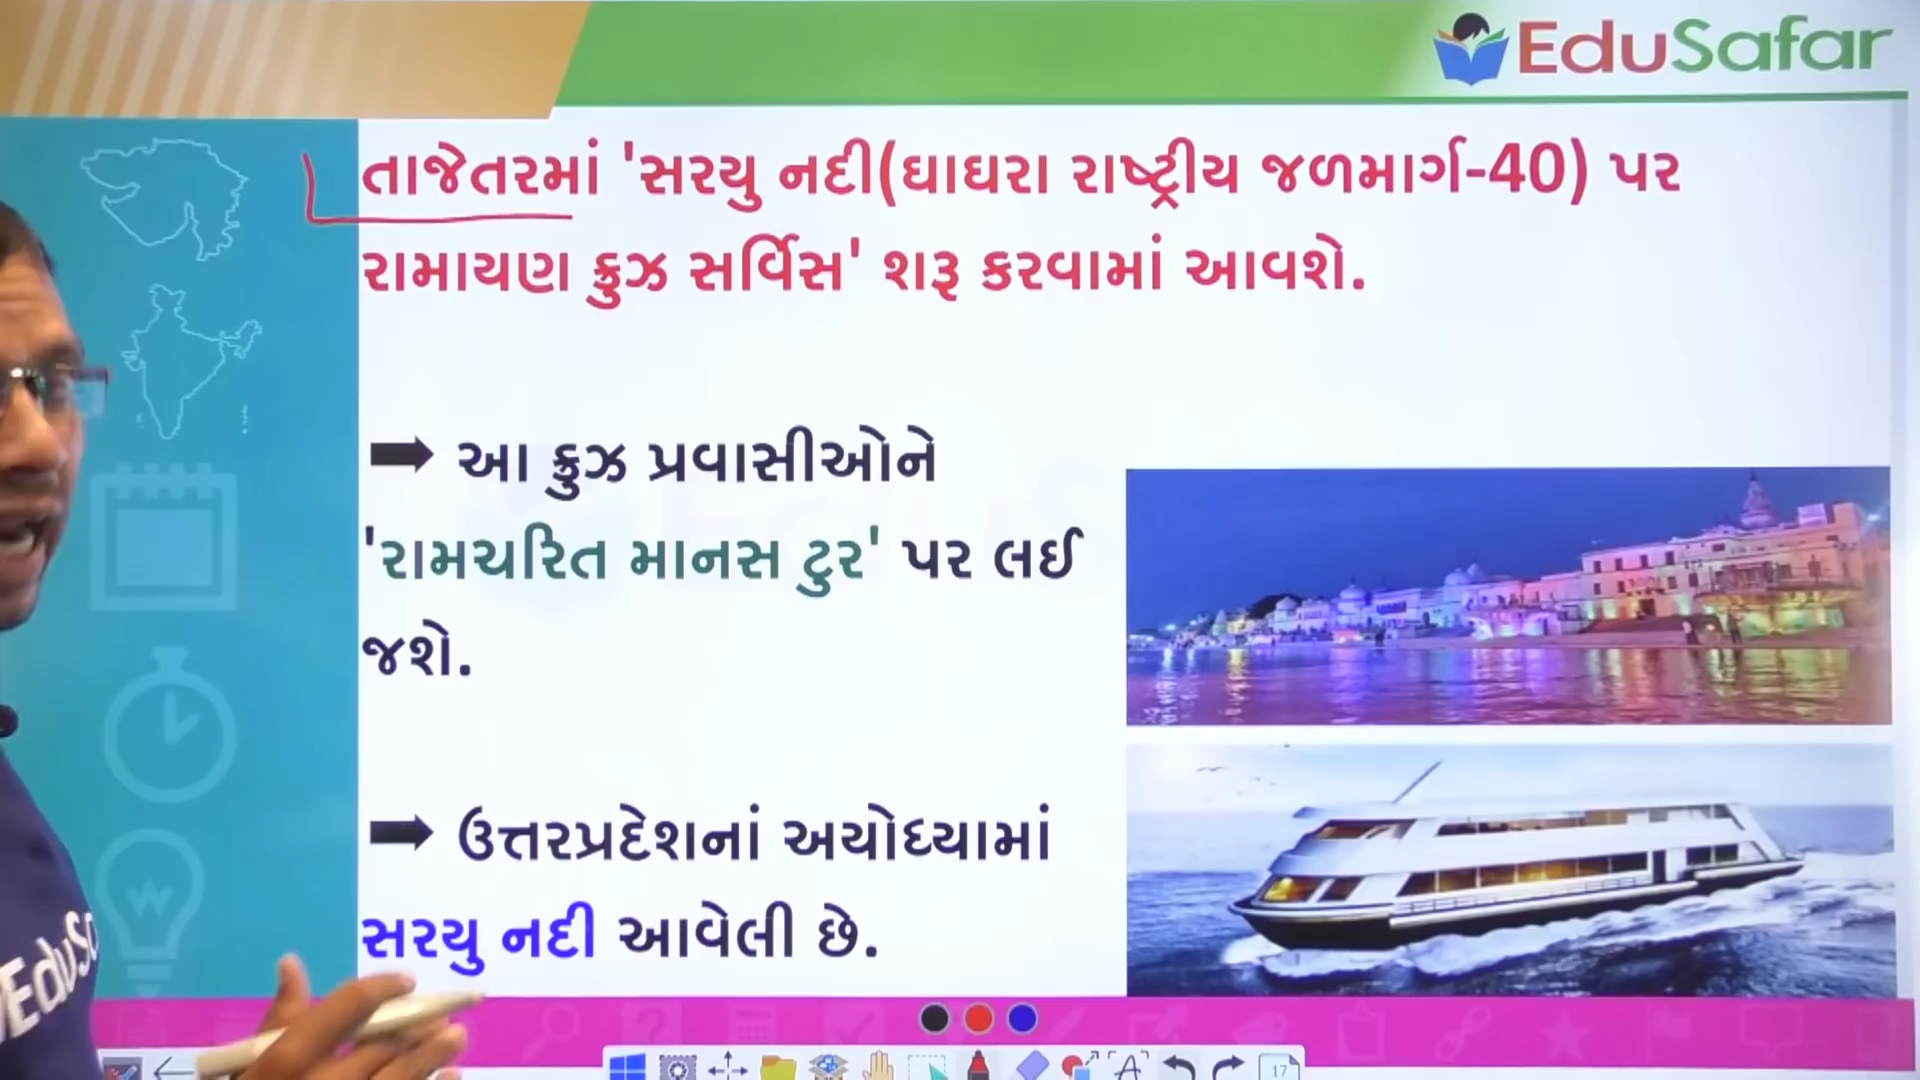 EduSafar
તાજેતરમાં 'સરયુ નદી(ઘાઘરા રાષ્ટ્રીય જળમાર્ગ-40) પર
રામાયણ ક્રુઝ સર્વિસ' શરૂ કરવામાં આવશે.
➡ આ ક્રુઝ પ્રવાસીઓને
'રામચરિત માનસ ટુર' પર લઈ
જશે.
➡ ઉત્તરપ્રદેશનાં અયોધ્યામાં
સરયુ નદી આવેલી છે.
17